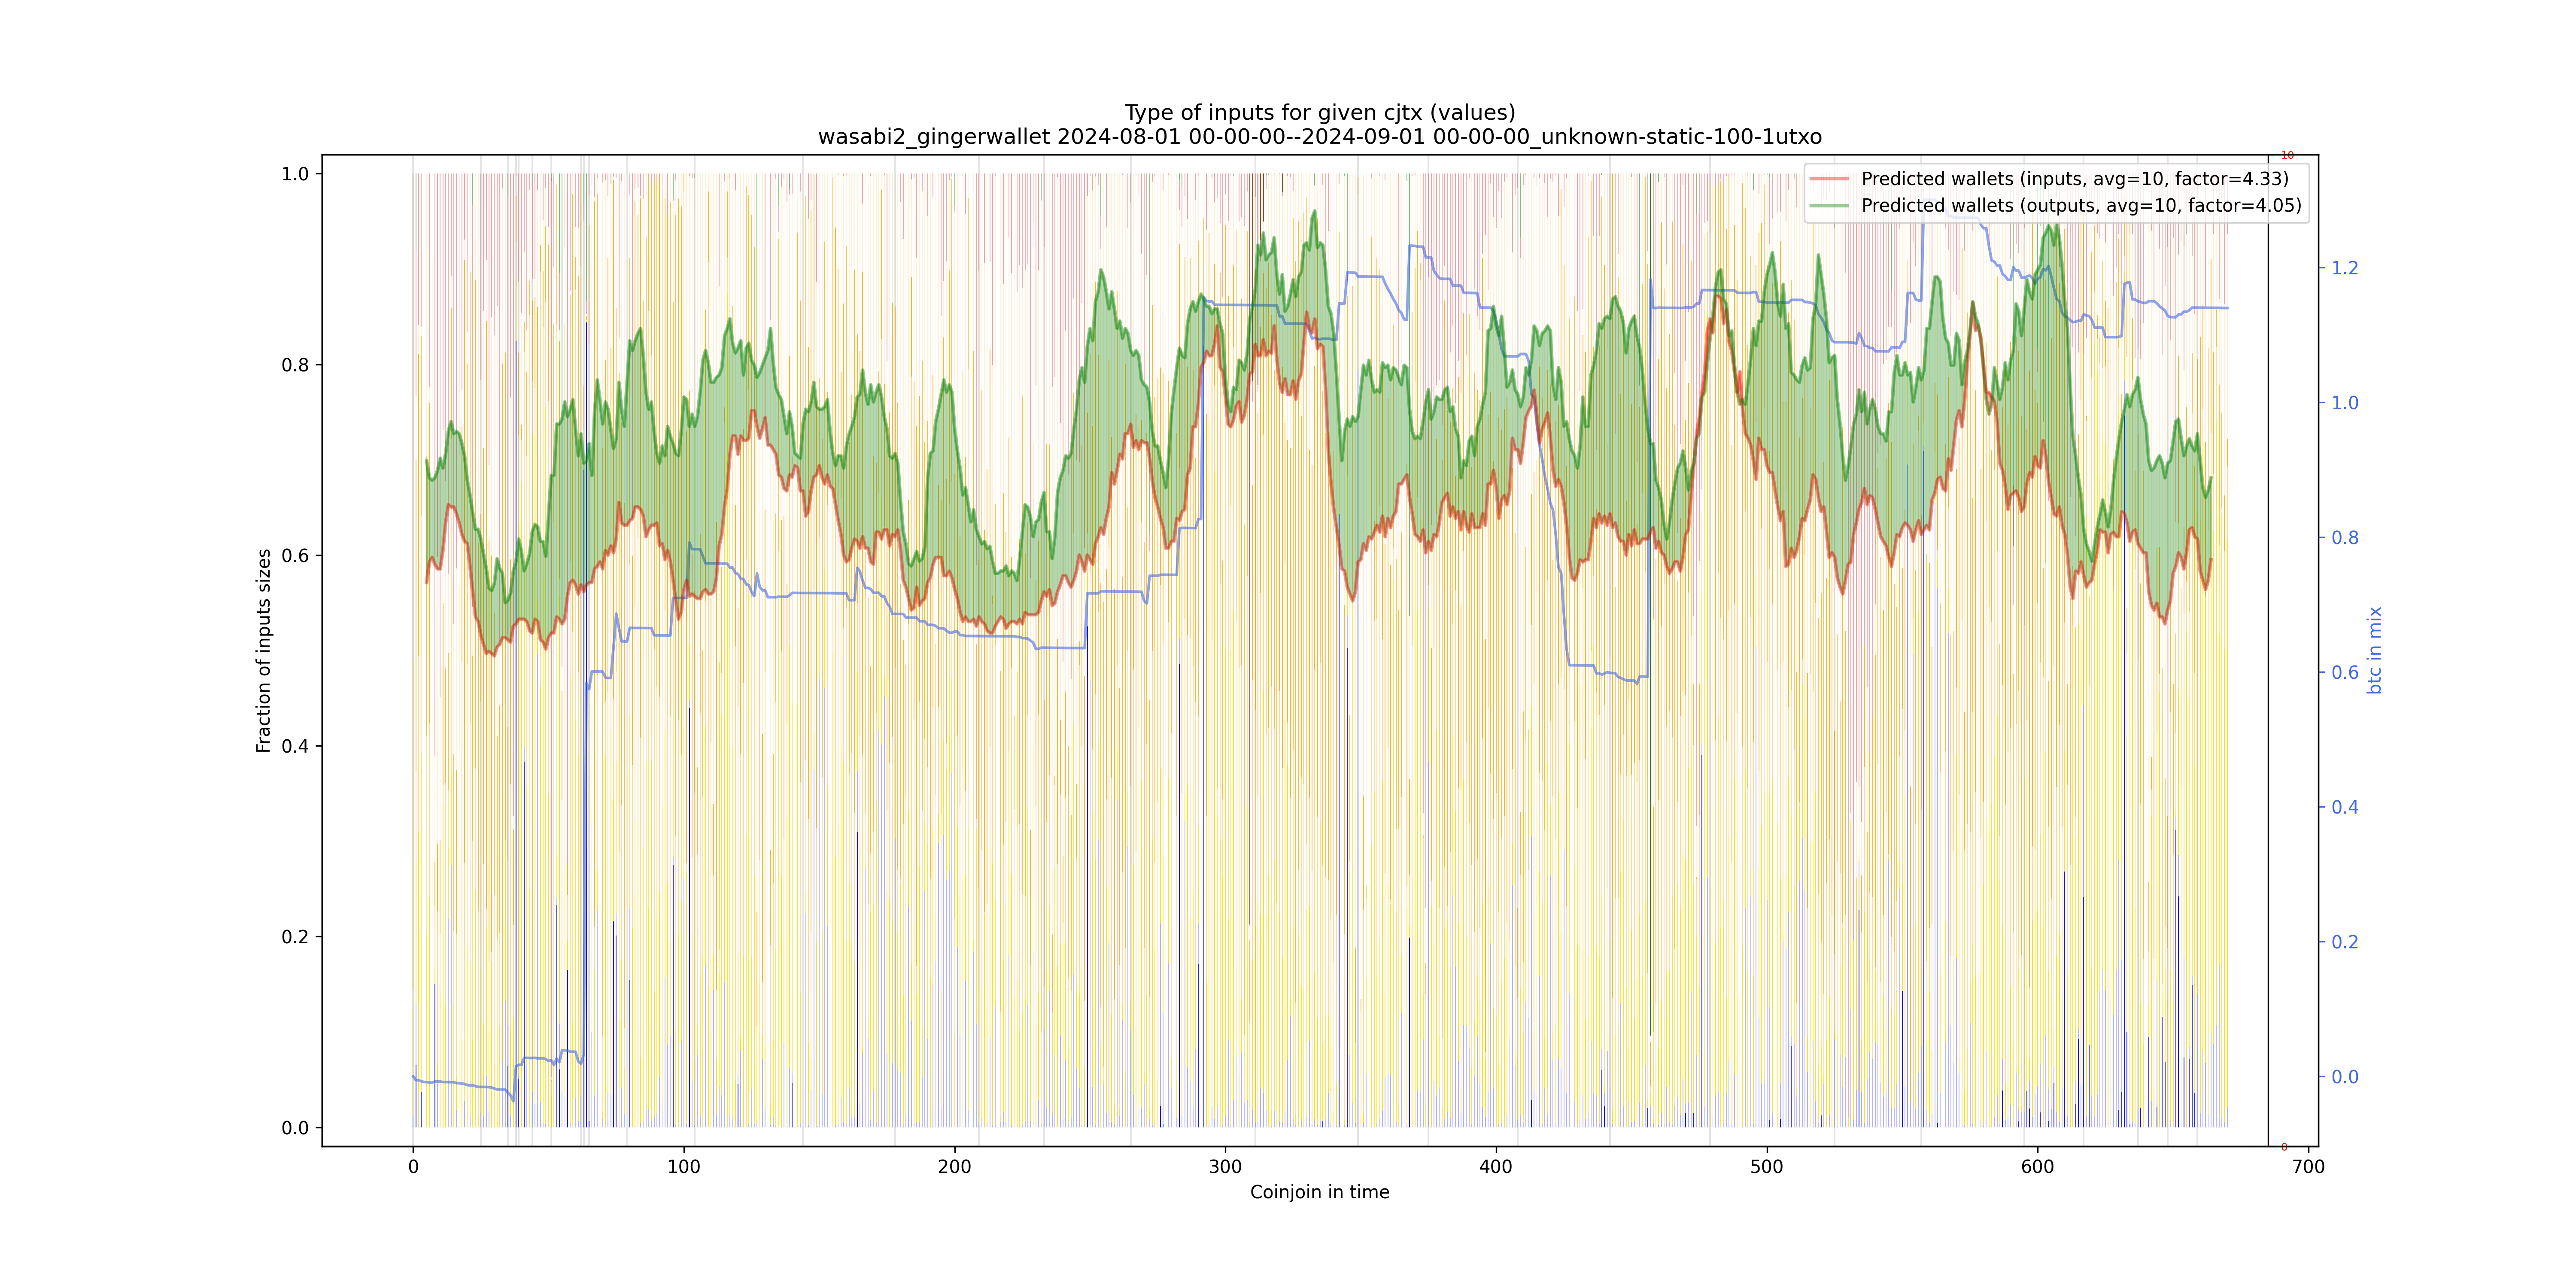 Type of inputs for given cjtx (values)
wasabi2_gingerwallet 2024-08-01 00-00-00--2024-09-01 00-00-00_unknown-static-100-1utxo
Predicted wallets (inputs, avg=10, factor=4.33)
Predicted wallets (outputs, avg=10, factor=4.05)
10
0
1.0
0.8
0.6
0.4
0.2
0.0
Fraction of inputs sizes
1.2
1.0
0.8
0.6
0.4
0.2
0.0
btc in mix
0 100 200 300 400 500 600 700
Coinjoin in time